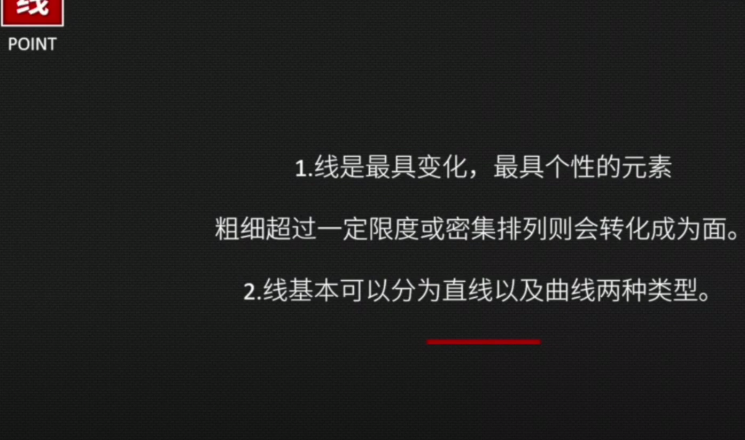 线
POINT
1.线是最具变化，最具个性的元素
粗细超过一定限度或密集排列则会转化成为面。
2.线基本可以分为直线以及曲线两种类型。